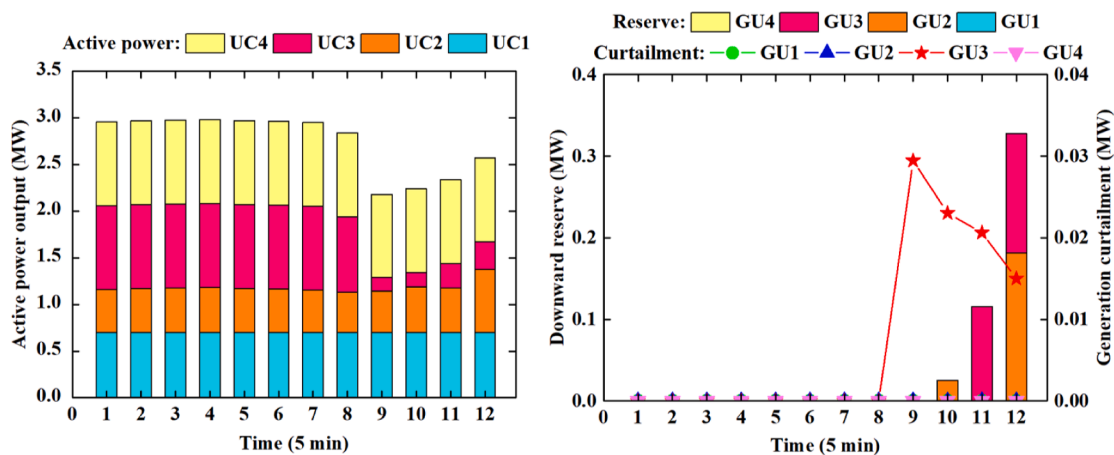 Active power: UC4 UC3 UC2 UC1
3.5
3.0
2.5
2.0
1.5
1.0
0.5
0.0
Active power output (MW)
0 1 2 3 4 5 6 7 8 9 10 11 12
Time (5 min)
Reserve: GU4 GU3 GU2 GU1
Curtailment: GU1 GU2 GU3 GU4
0.4
0.3
0.2
0.1
0.0
Downward reserve (MW)
0.04
0.03
0.02
0.01
0.00
Generation curtailment (MW)
0 1 2 3 4 5 6 7 8 9 10 11 12
Time (5 min)